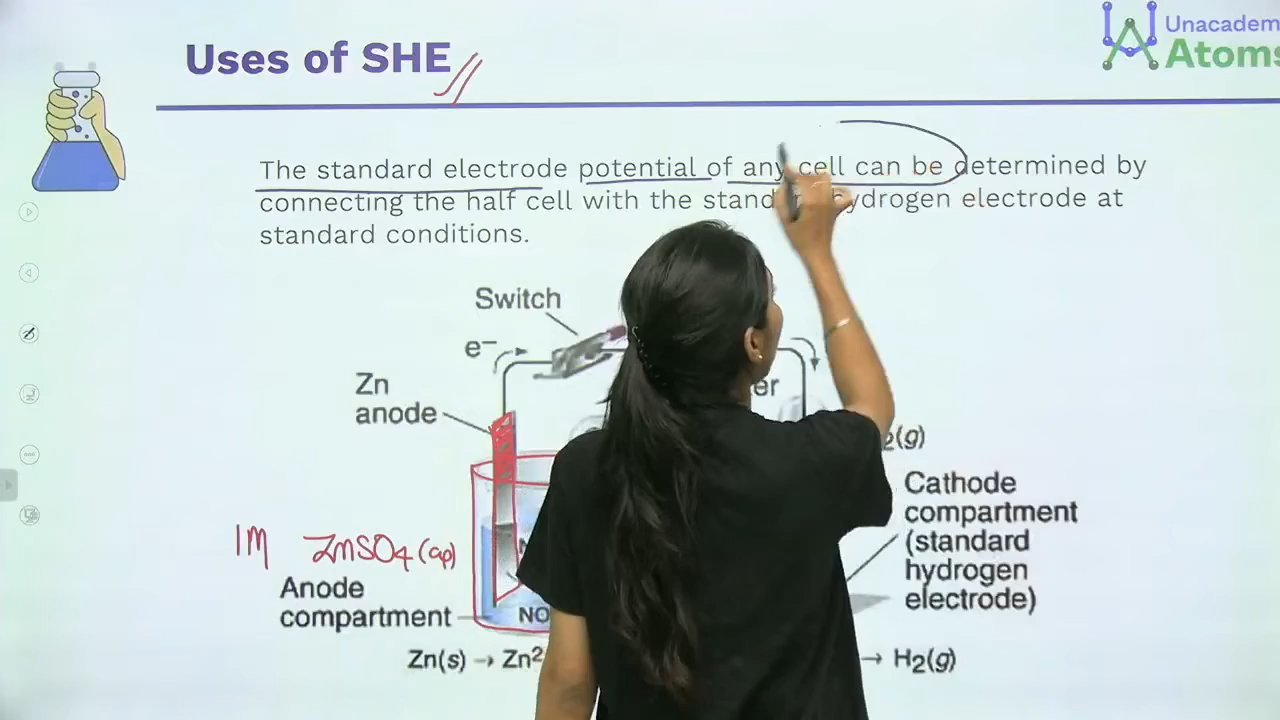 Unacadem
Atoms
Uses of SHE
The standard electrode potential of any cell can be determined by
connecting the half cell with the hydrogen electrode at
standard conditions.
Switch
e⁻
Zn
anode
2(g)
Cathode
compartment
(standard
hydrogen
electrode)
1M ZnSO4 (aq)
Anode
compartment
NO
Zn(s) → Zn2
→ H2(g)